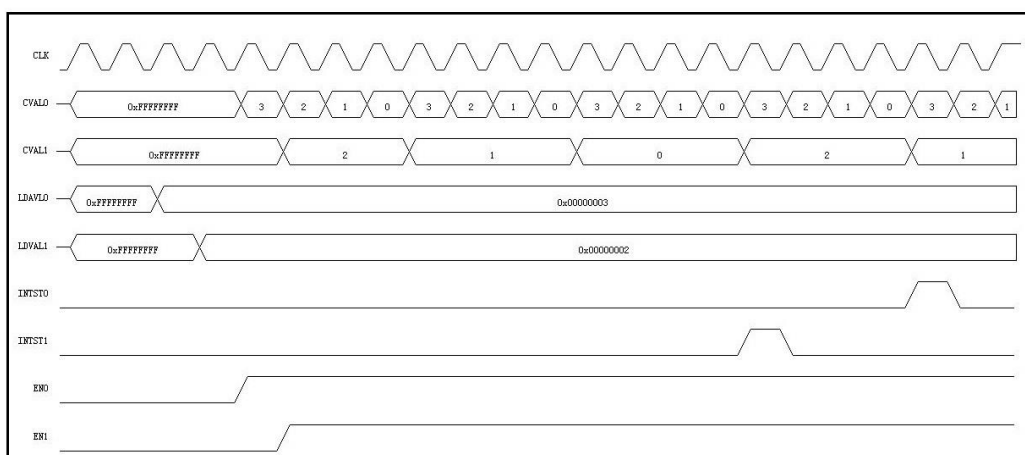 CLK
CVAL0 0xFFFFFFFF 3 2 1 0 3 2 1 0 3 2 1 0 3 2 1 0 3 2 1
CVAL1 0xFFFFFFFF 2 1 0 2 1
LDAVL0 0xFFFFFFFF 0x00000003
LDVAL1 0xFFFFFFFF 0x00000002
INTST0
INTST1
EN0
EN1